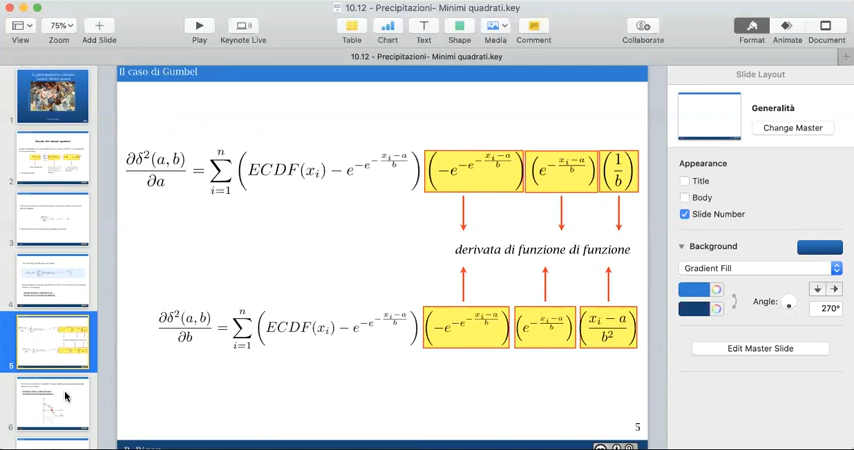 10.12 - Precipitazioni- Minimi quadrati.key
75%
View Zoom Add Slide Play Keynote Live Table Chart Text Shape Media Comment Collaborate Format Animate Document
10.12 - Precipitazioni- Minimi quadrati.key
Slide Layout
Generalità
Change Master
Appearance
Title
Body
Slide Number
Background
Gradient Fill
Angle:
270°
Edit Master Slide
1
2
3
4
5
6
Il caso di Gumbel
∂δ²(a, b)/∂a = ∑_{i=1}^{n} (ECDF(x_i) − e^{−e^{−(x_i−a)/b}}) (−e^{−e^{−(x_i−a)/b}}) (e^{−(x_i−a)/b}) (1/b)
derivata di funzione di funzione
∂δ²(a, b)/∂b = ∑_{i=1}^{n} (ECDF(x_i) − e^{−e^{−(x_i−a)/b}}) (−e^{−e^{−(x_i−a)/b}}) (e^{−(x_i−a)/b}) ((x_i − a)/b²)
5